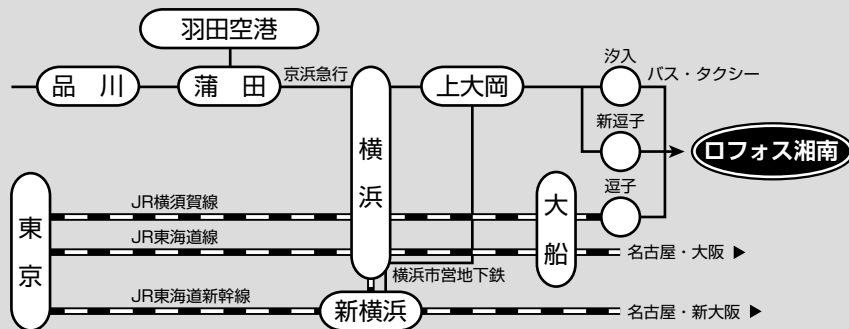 羽田空港
品川
蒲田
京浜急行
横浜
上大岡
汐入
バス・タクシー
新逗子
ロフォス湘南
逗子
東京
JR横須賀線
大船
JR東海道線
名古屋・大阪 ▶
横浜市営地下鉄
JR東海道新幹線
新横浜
名古屋・新大阪 ▶